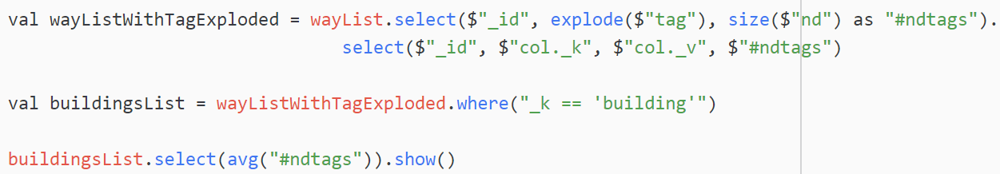 val wayListWithTagExploded = wayList.select($"_id", explode($"tag"), size($"nd") as "#ndtags").
select($"_id", $"col._k", $"col._v", $"#ndtags")
val buildingsList = wayListWithTagExploded.where("_k == 'building'")
buildingsList.select(avg("#ndtags")).show()